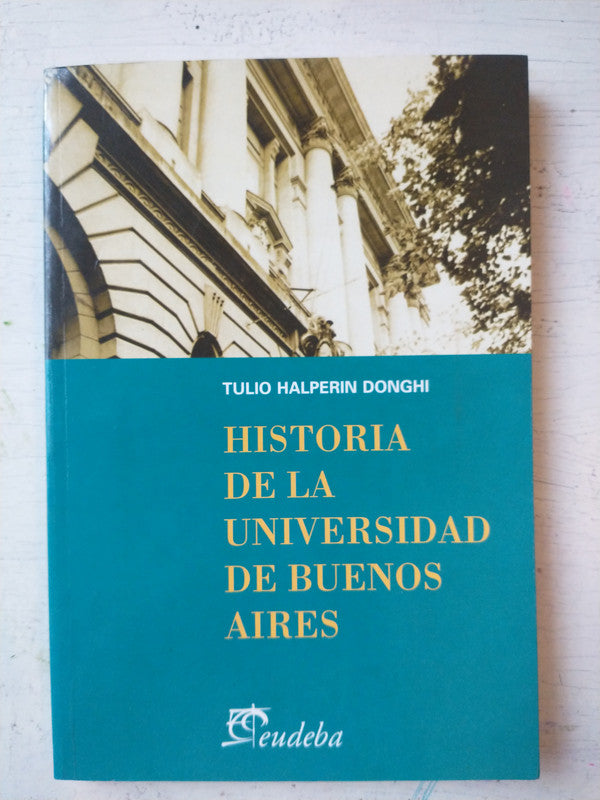 TULIO HALPERIN DONGHI
HISTORIA
DE LA
UNIVERSIDAD
DE BUENOS
AIRES
eudeba